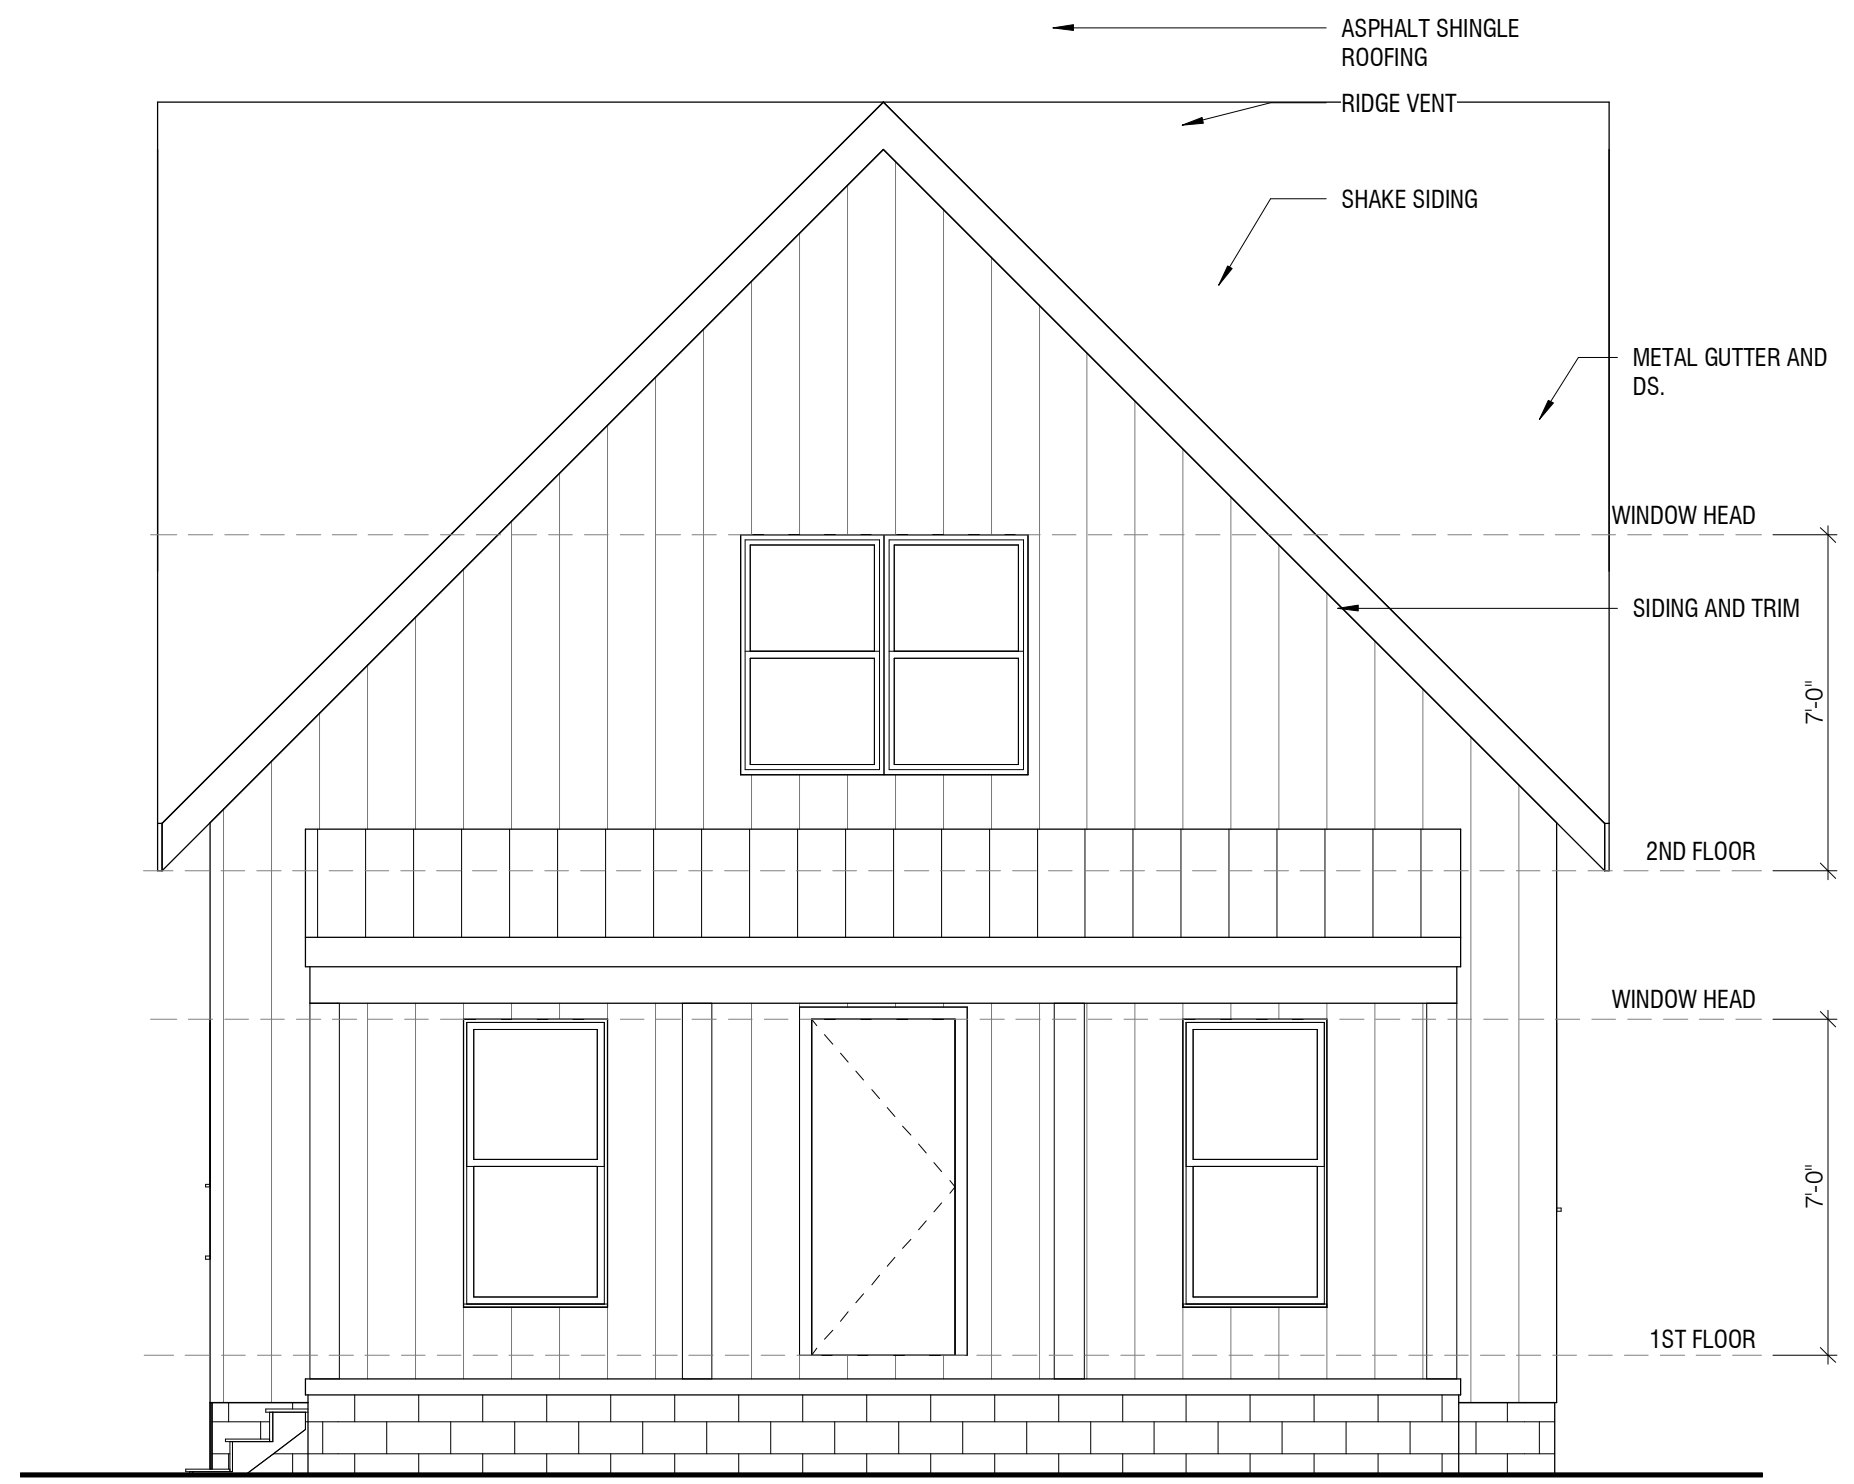 ASPHALT SHINGLE
ROOFING
RIDGE VENT
SHAKE SIDING
METAL GUTTER AND
DS.
WINDOW HEAD
SIDING AND TRIM
7'-0"
2ND FLOOR
WINDOW HEAD
7'-0"
1ST FLOOR